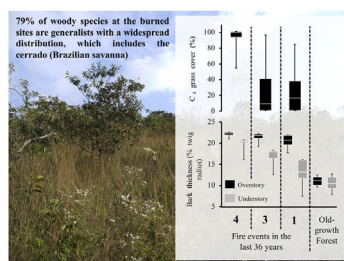 79% of woody species at the burned
sites are generalists with a widespread
distribution, which includes the
cerrado (Brazilian savanna)
C₄ grass cover (%)
100
80
60
40
20
0
Bark thickness (% twig
radius)
25
20
15
10
5
Overstory
Understory
4
3
1
Old-
growth
Forest
Fire events in the
last 36 years